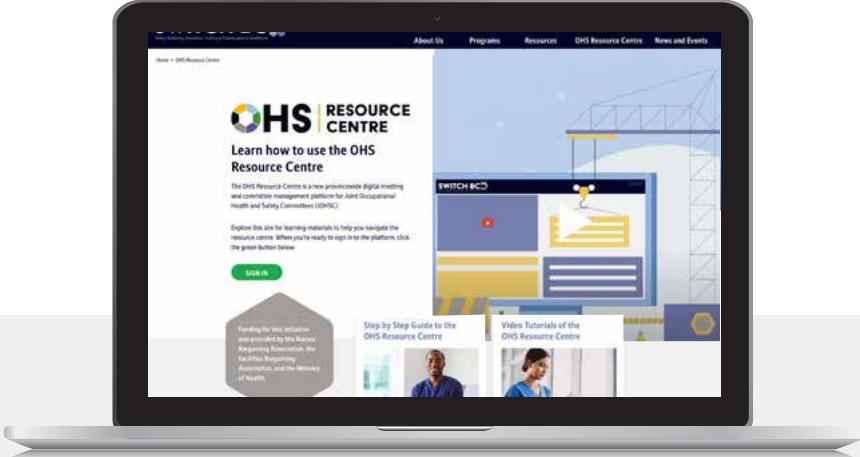 About Us Programs Resources OHS Resource Centre News and Events
Home > OHS Resource Centre
OHS RESOURCE
CENTRE
Learn how to use the OHS
Resource Centre
The OHS Resource Centre is a new provincewide digital meeting
and committee management platform for Joint Occupational
Health and Safety Committees (JOHSC)
Explore this site for learning materials to help you navigate the
resource centre. When you're ready to sign in to the platform, click
the green button below.
SIGN IN
SWITCH BC
Funding for this initiative
was provided by the Nurses'
Bargaining Association, the
Facilities Bargaining
Association, and the Ministry
of Health.
Step by Step Guide to the
OHS Resource Centre
Video Tutorials of the
OHS Resource Centre